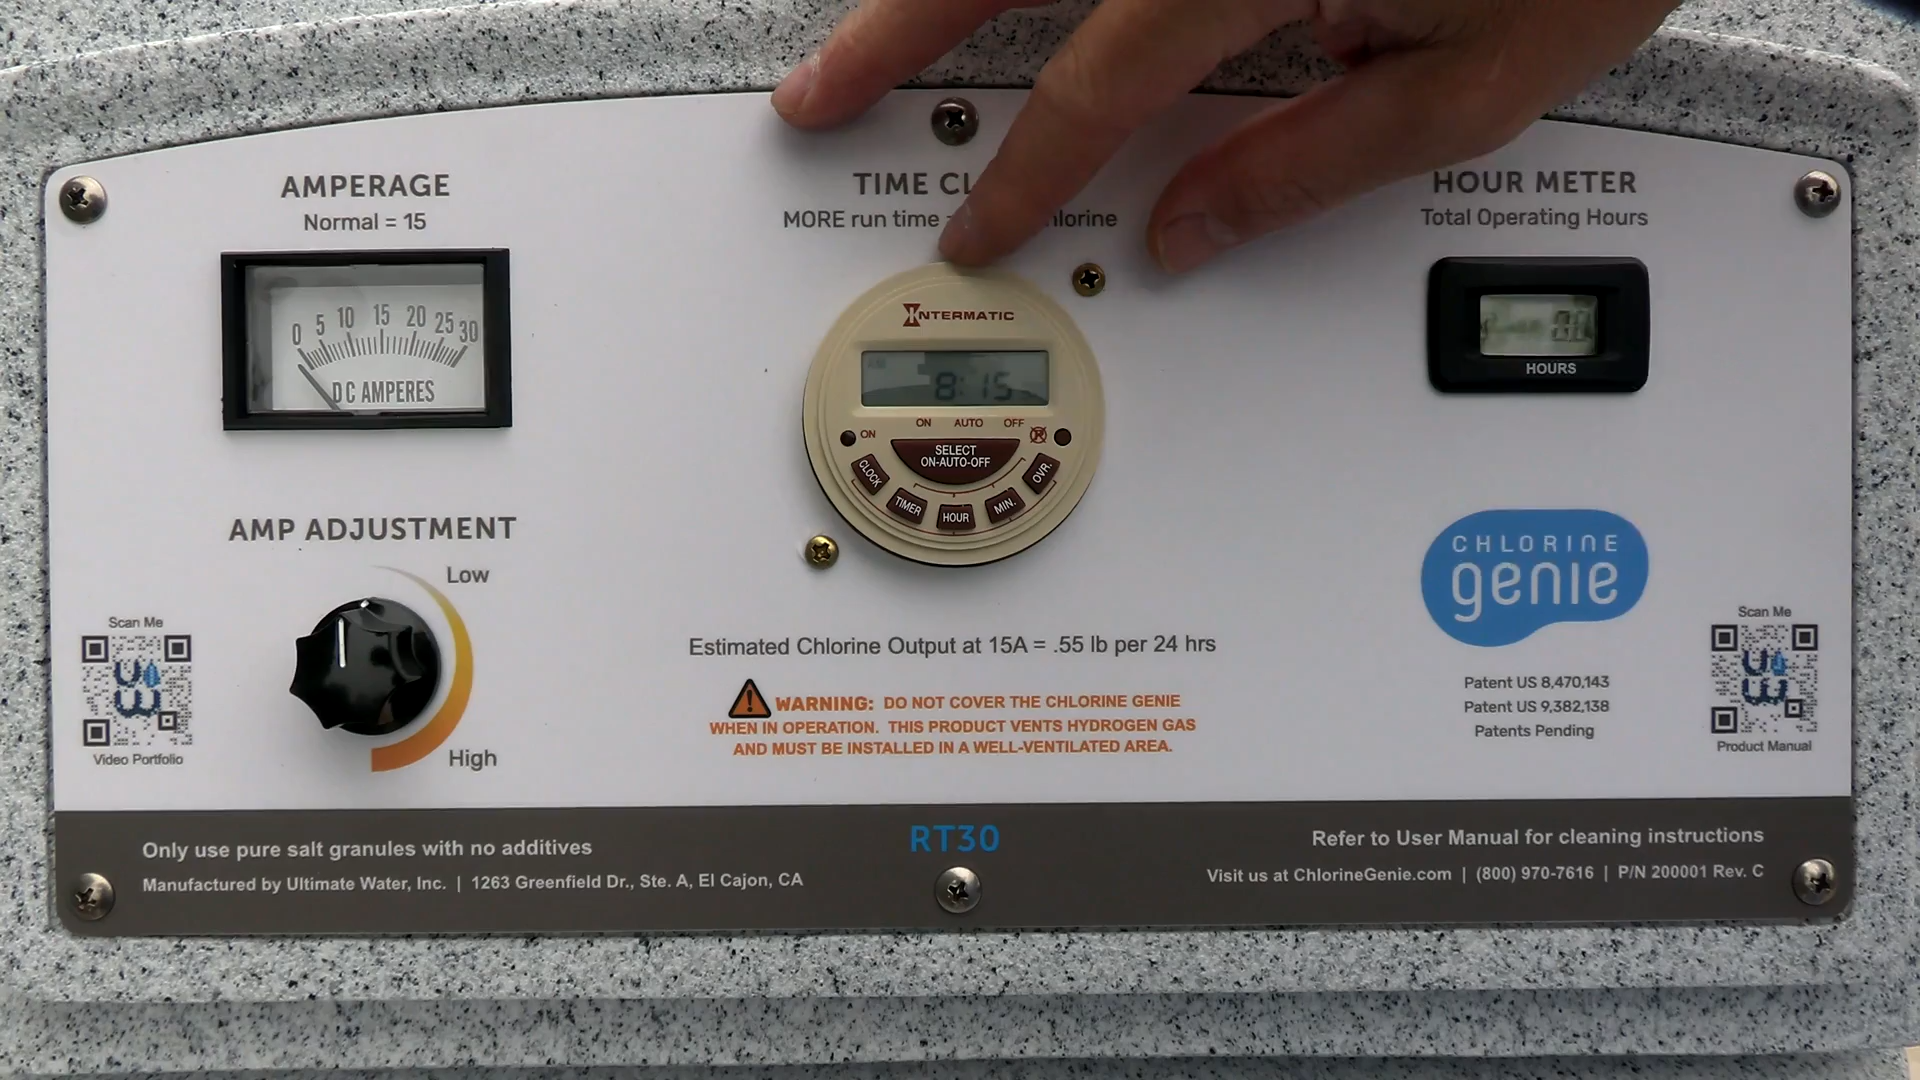 AMPERAGE
Normal = 15
0 5 10 15 20 25 30
DC AMPERES
AMP ADJUSTMENT
Low
High
Scan Me
Video Portfolio
TIME
MORE run time
INTERMATIC
8:15
ON AUTO OFF
ON
SELECT
ON-AUTO-OFF
CLOCK
TIMER
HOUR
MIN.
OVR.
Estimated Chlorine Output at 15A = .55 lb per 24 hrs
WARNING: DO NOT COVER THE CHLORINE GENIE
WHEN IN OPERATION. THIS PRODUCT VENTS HYDROGEN GAS
AND MUST BE INSTALLED IN A WELL-VENTILATED AREA.
HOUR METER
Total Operating Hours
HOURS
CHLORINE
genie
Patent US 8,470,143
Patent US 9,382,138
Patents Pending
Scan Me
Product Manual
Only use pure salt granules with no additives
Manufactured by Ultimate Water, Inc. | 1263 Greenfield Dr., Ste. A, El Cajon, CA
RT30
Refer to User Manual for cleaning instructions
Visit us at ChlorineGenie.com | (800) 970-7616 | P/N 200001 Rev. C